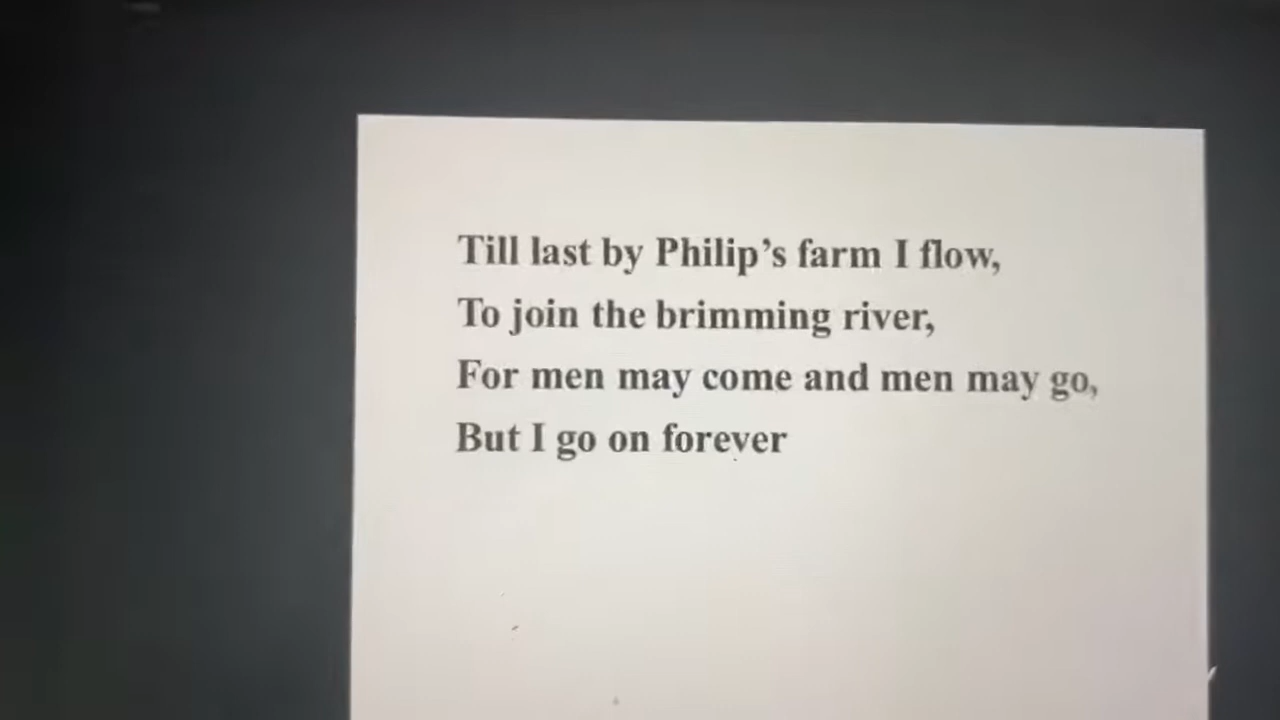 Till last by Philip’s farm I flow,
To join the brimming river,
For men may come and men may go,
But I go on forever